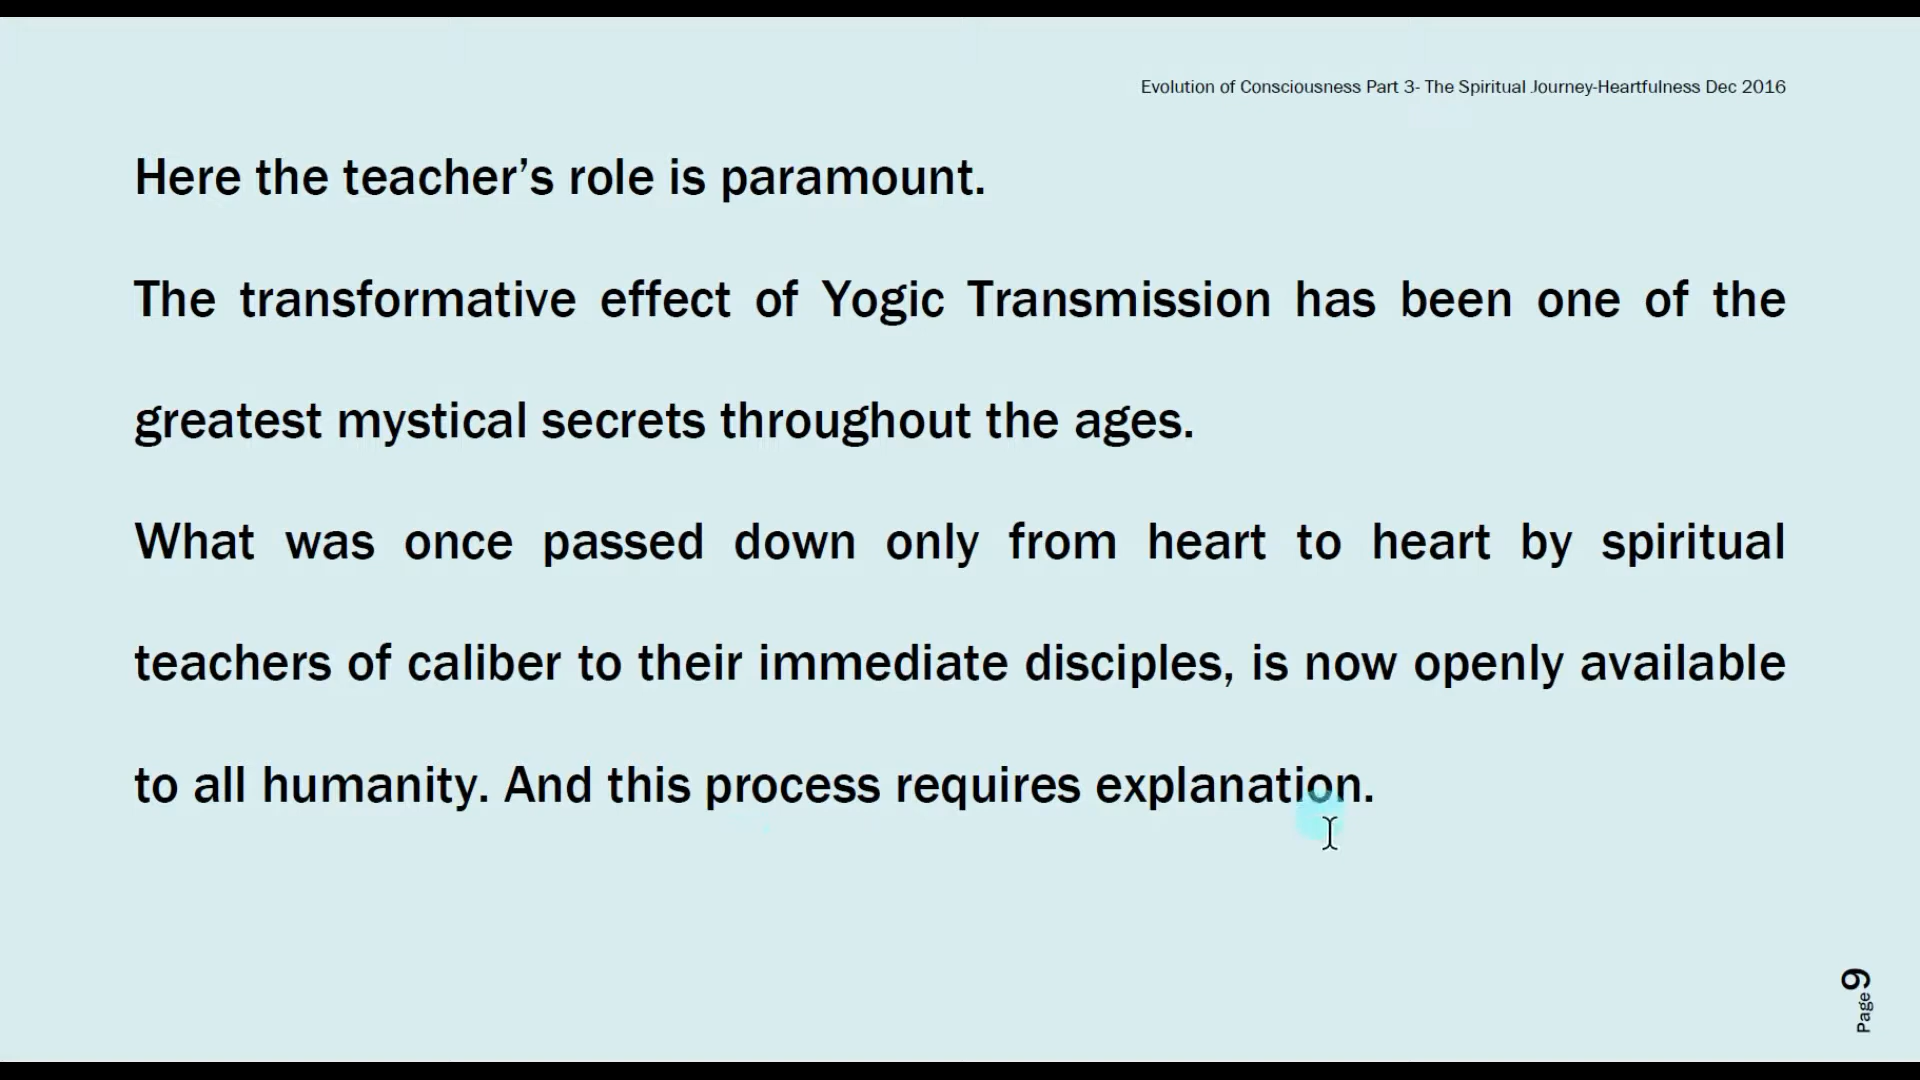 Evolution of Consciousness Part 3- The Spiritual Journey-Heartfulness Dec 2016
Here the teacher’s role is paramount.
The transformative effect of Yogic Transmission has been one of the
greatest mystical secrets throughout the ages.
What was once passed down only from heart to heart by spiritual
teachers of caliber to their immediate disciples, is now openly available
to all humanity. And this process requires explanation.
Page 9